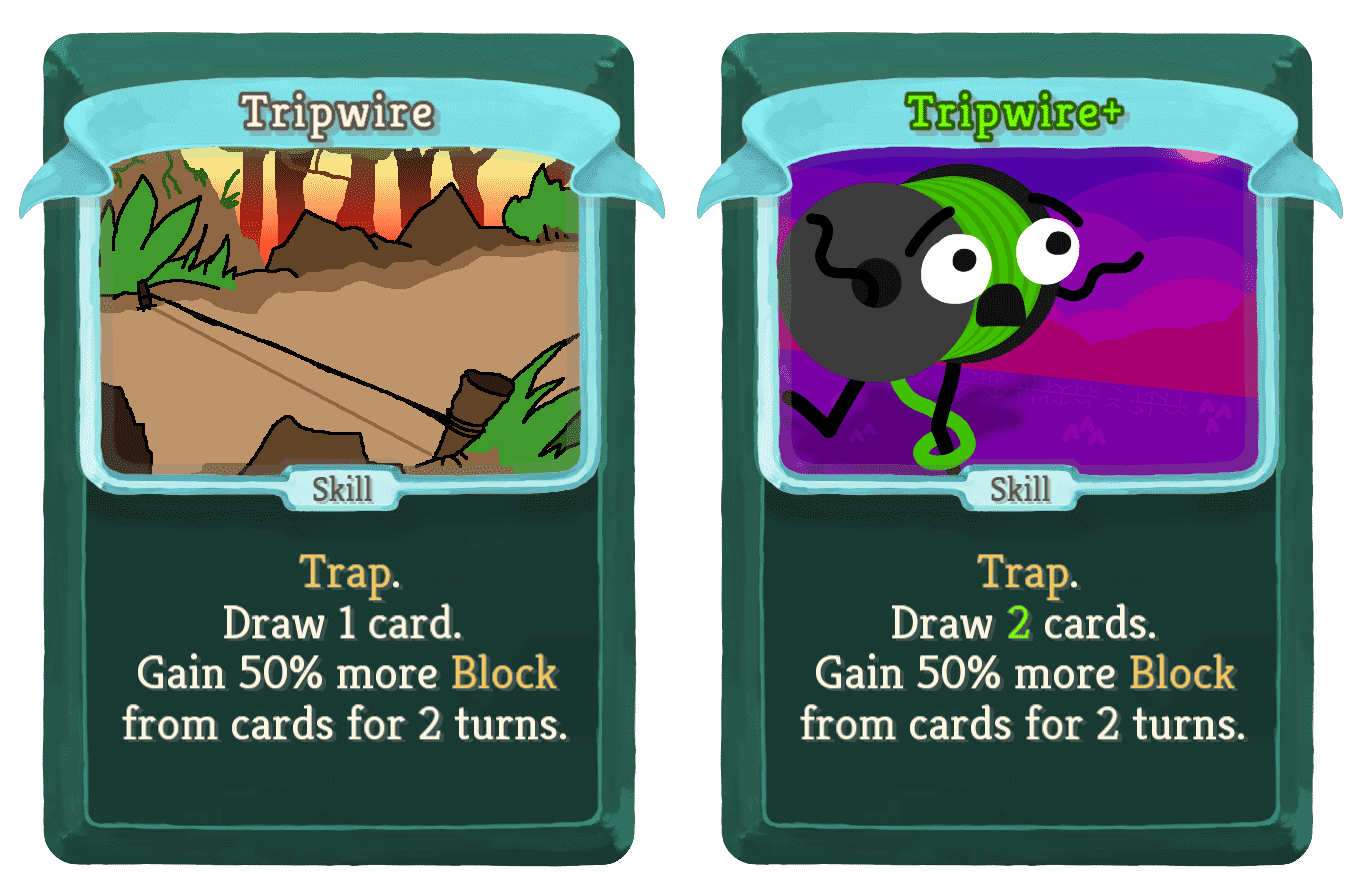 Tripwire
Skill
Trap.
Draw 1 card.
Gain 50% more Block
from cards for 2 turns.
Tripwire+
Skill
Trap.
Draw 2 cards.
Gain 50% more Block
from cards for 2 turns.